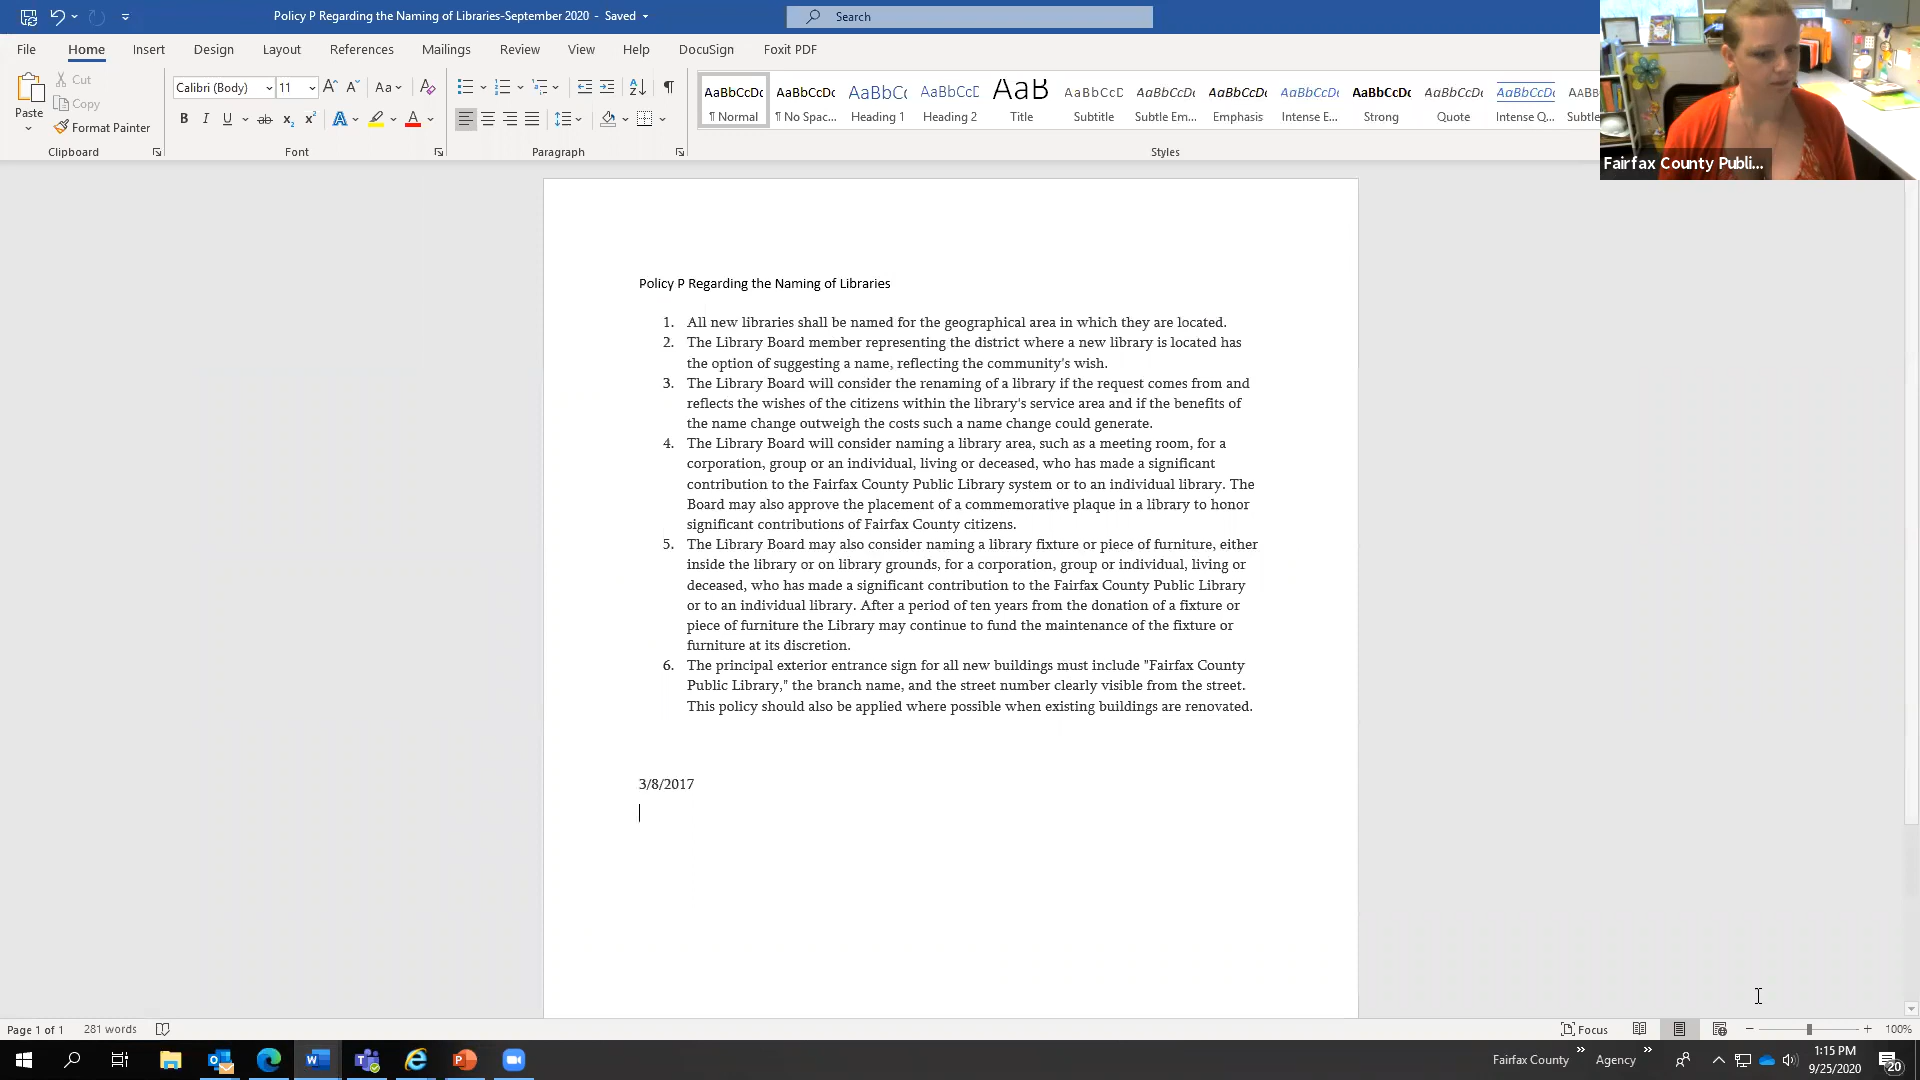 Policy P Regarding the Naming of Libraries-September 2020 - Saved
Search
File Home Insert Design Layout References Mailings Review View Help DocuSign Foxit PDF
Paste
Cut
Copy
Format Painter
Clipboard
Calibri (Body) 11
Font
Paragraph
AaBbCcDc AaBbCcDc AaBbCc AaBbCcD AaB AaBbCcD AaBbCcDc AaBbCcDc AaBbCcDc AaBbCcDc AaBbCcDc AaBbCcDc AABB
¶ Normal ¶ No Spac... Heading 1 Heading 2 Title Subtitle Subtle Em... Emphasis Intense E... Strong Quote Intense Q... Subtle
Styles
Fairfax County Publi...
Policy P Regarding the Naming of Libraries
1. All new libraries shall be named for the geographical area in which they are located.
2. The Library Board member representing the district where a new library is located has
the option of suggesting a name, reflecting the community's wish.
3. The Library Board will consider the renaming of a library if the request comes from and
reflects the wishes of the citizens within the library's service area and if the benefits of
the name change outweigh the costs such a name change could generate.
4. The Library Board will consider naming a library area, such as a meeting room, for a
corporation, group or an individual, living or deceased, who has made a significant
contribution to the Fairfax County Public Library system or to an individual library. The
Board may also approve the placement of a commemorative plaque in a library to honor
significant contributions of Fairfax County citizens.
5. The Library Board may also consider naming a library fixture or piece of furniture, either
inside the library or on library grounds, for a corporation, group or individual, living or
deceased, who has made a significant contribution to the Fairfax County Public Library
or to an individual library. After a period of ten years from the donation of a fixture or
piece of furniture the Library may continue to fund the maintenance of the fixture or
furniture at its discretion.
6. The principal exterior entrance sign for all new buildings must include "Fairfax County
Public Library," the branch name, and the street number clearly visible from the street.
This policy should also be applied where possible when existing buildings are renovated.
3/8/2017
Page 1 of 1 281 words
Focus
100%
Fairfax County » Agency »
1:15 PM
9/25/2020
20